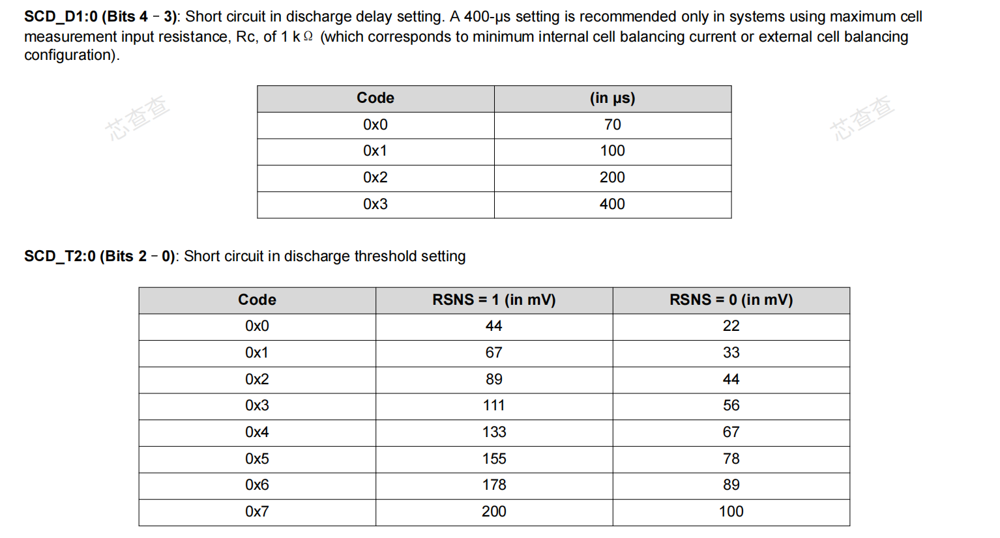 SCD_D1:0 (Bits 4 – 3): Short circuit in discharge delay setting. A 400-µs setting is recommended only in systems using maximum cell
measurement input resistance, Rc, of 1 kΩ (which corresponds to minimum internal cell balancing current or external cell balancing
configuration).
芯查查
芯查查
Code (in µs)
0x0 70
0x1 100
0x2 200
0x3 400
SCD_T2:0 (Bits 2 – 0): Short circuit in discharge threshold setting
Code RSNS = 1 (in mV) RSNS = 0 (in mV)
0x0 44 22
0x1 67 33
0x2 89 44
0x3 111 56
0x4 133 67
0x5 155 78
0x6 178 89
0x7 200 100